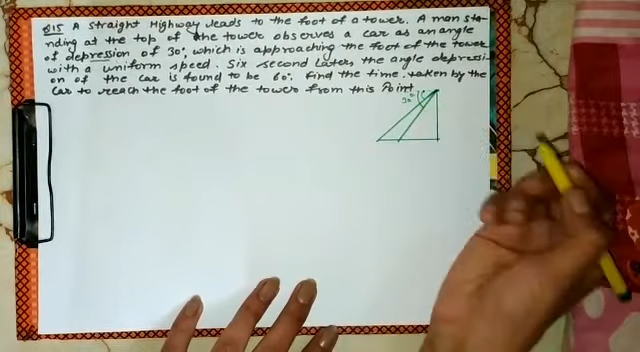 Q15 A Straight Highway leads to the foot of a tower. A man sta-
nding at the top of the tower observes a car as an angle
of depression of 30°, which is approaching the foot of the tower
with a uniform speed. Six second Later, the angle depressi-
on of the car is found to be 60°. find the time taken by the
Car to reach the foot of the tower from this Point
30°